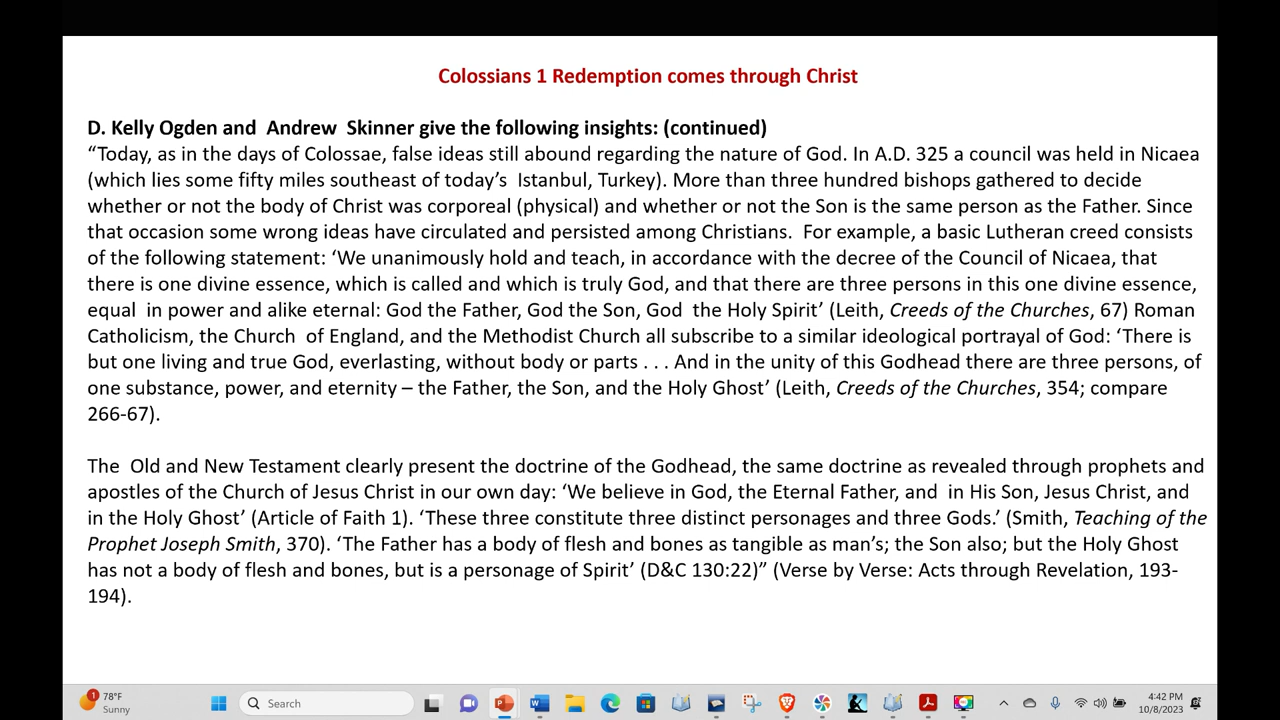 Colossians 1 Redemption comes through Christ
D. Kelly Ogden and  Andrew  Skinner give the following insights: (continued)
“Today, as in the days of Colossae, false ideas still abound regarding the nature of God. In A.D. 325 a council was held in Nicaea
(which lies some fifty miles southeast of today’s  Istanbul, Turkey). More than three hundred bishops gathered to decide
whether or not the body of Christ was corporeal (physical) and whether or not the Son is the same person as the Father. Since
that occasion some wrong ideas have circulated and persisted among Christians.  For example, a basic Lutheran creed consists
of the following statement: ‘We unanimously hold and teach, in accordance with the decree of the Council of Nicaea, that
there is one divine essence, which is called and which is truly God, and that there are three persons in this one divine essence,
equal  in power and alike eternal: God the Father, God the Son, God  the Holy Spirit’ (Leith, Creeds of the Churches, 67) Roman
Catholicism, the Church  of England, and the Methodist Church all subscribe to a similar ideological portrayal of God: ‘There is
but one living and true God, everlasting, without body or parts . . . And in the unity of this Godhead there are three persons, of
one substance, power, and eternity – the Father, the Son, and the Holy Ghost’ (Leith, Creeds of the Churches, 354; compare
266-67).
The  Old and New Testament clearly present the doctrine of the Godhead, the same doctrine as revealed through prophets and
apostles of the Church of Jesus Christ in our own day: ‘We believe in God, the Eternal Father, and  in His Son, Jesus Christ, and
in the Holy Ghost’ (Article of Faith 1). ‘These three constitute three distinct personages and three Gods.’ (Smith, Teaching of the
Prophet Joseph Smith, 370). ‘The Father has a body of flesh and bones as tangible as man’s; the Son also; but the Holy Ghost
has not a body of flesh and bones, but is a personage of Spirit’ (D&C 130:22)” (Verse by Verse: Acts through Revelation, 193-
194).
1
78°F
Sunny
Search
4:42 PM
10/8/2023